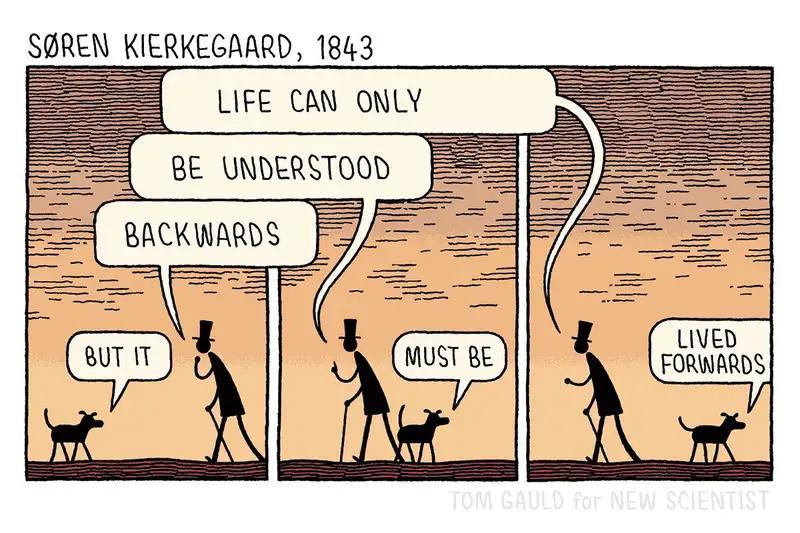 SØREN KIERKEGAARD, 1843
LIFE CAN ONLY
BE UNDERSTOOD
BACKWARDS
BUT IT
MUST BE
LIVED
FORWARDS
TOM GAULD for NEW SCIENTIST